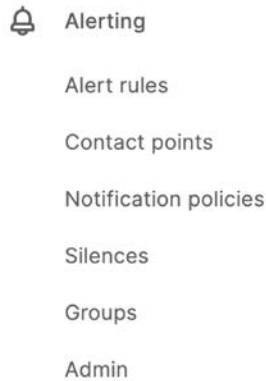 Alerting
Alert rules
Contact points
Notification policies
Silences
Groups
Admin